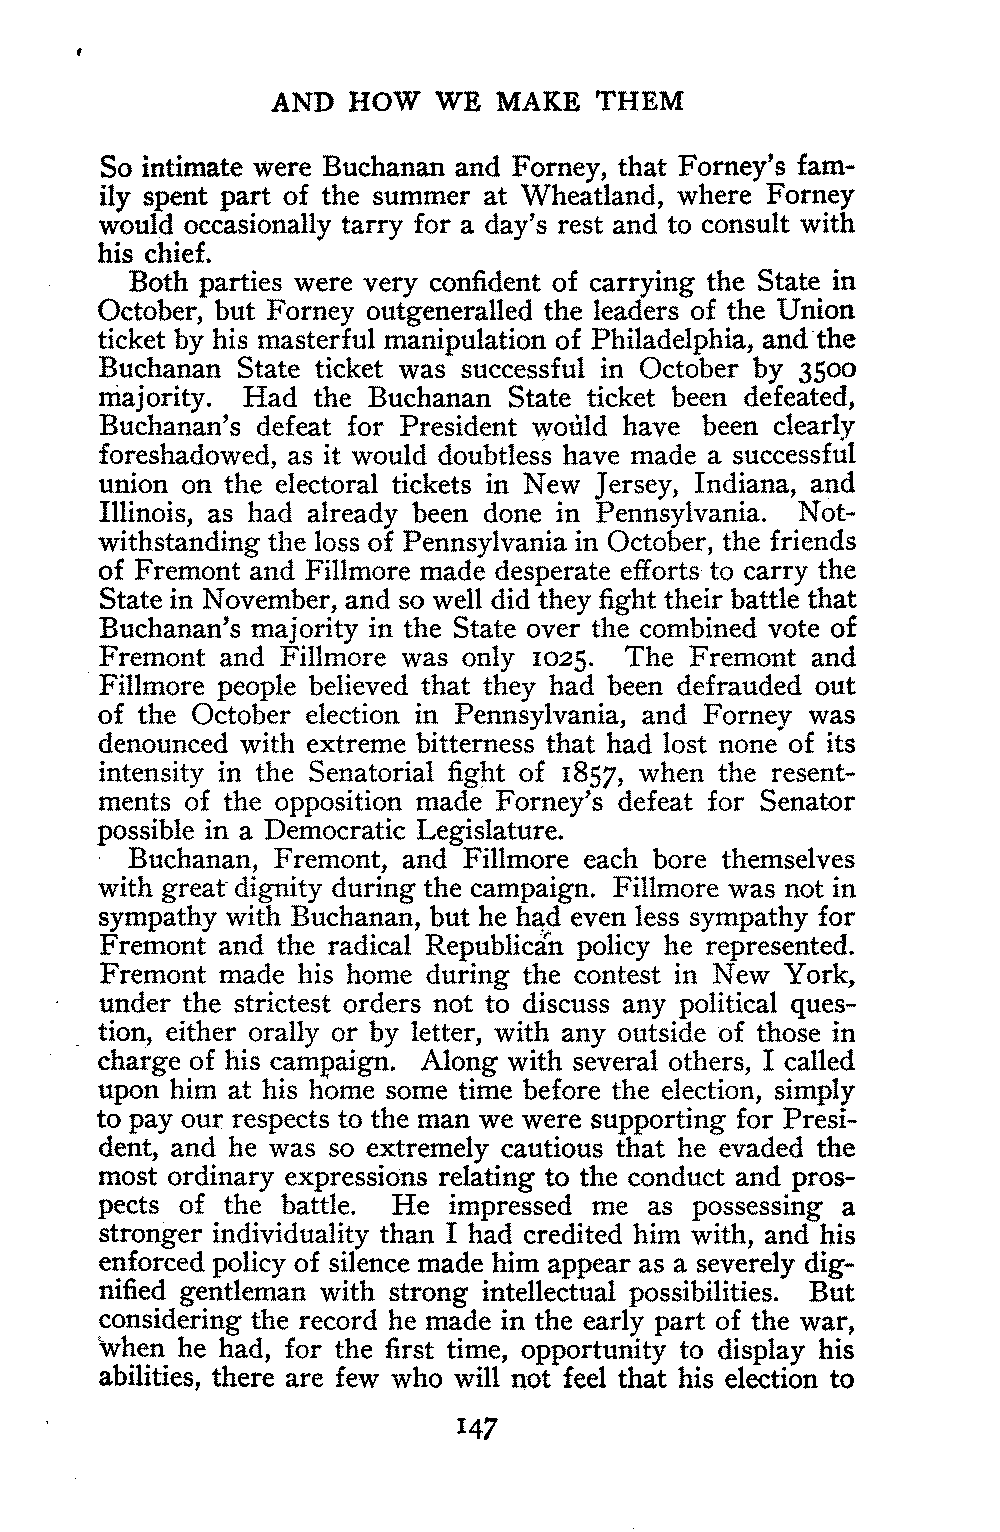 AND HOW WE MAKE THEM
So intimate were Buchanan and Forney, that Forney's fam-
ily spent part of the summer at Wheatland, where Forney
would occasionally tarry for a day's rest and to consult with
his chief.
Both parties were very confident of carrying the State in
October, but Forney outgeneralled the leaders of the Union
ticket by his masterful manipulation of Philadelphia, and the
Buchanan State ticket was successful in October by 3500
majority. Had the Buchanan State ticket been defeated,
Buchanan's defeat for President would have been clearly
foreshadowed, as it would doubtless have made a successful
union on the electoral tickets in New Jersey, Indiana, and
Illinois, as had already been done in Pennsylvania. Not-
withstanding the loss of Pennsylvania in October, the friends
of Fremont and Fillmore made desperate efforts to carry the
State in November, and so well did they fight their battle that
Buchanan's majority in the State over the combined vote of
Fremont and Fillmore was only 1025. The Fremont and
Fillmore people believed that they had been defrauded out
of the October election in Pennsylvania, and Forney was
denounced with extreme bitterness that had lost none of its
intensity in the Senatorial fight of 1857, when the resent-
ments of the opposition made Forney's defeat for Senator
possible in a Democratic Legislature.
Buchanan, Fremont, and Fillmore each bore themselves
with great dignity during the campaign. Fillmore was not in
sympathy with Buchanan, but he had even less sympathy for
Fremont and the radical Republican policy he represented.
Fremont made his home during the contest in New York,
under the strictest orders not to discuss any political ques-
tion, either orally or by letter, with any outside of those in
charge of his campaign. Along with several others, I called
upon him at his home some time before the election, simply
to pay our respects to the man we were supporting for Presi-
dent, and he was so extremely cautious that he evaded the
most ordinary expressions relating to the conduct and pros-
pects of the battle. He impressed me as possessing a
stronger individuality than I had credited him with, and his
enforced policy of silence made him appear as a severely dig-
nified gentleman with strong intellectual possibilities. But
considering the record he made in the early part of the war,
when he had, for the first time, opportunity to display his
abilities, there are few who will not feel that his election to
147